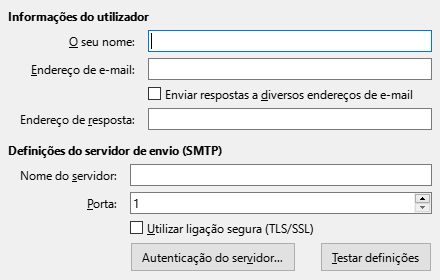 Informações do utilizador
O seu nome:
Endereço de e-mail:
Enviar respostas a diversos endereços de e-mail
Endereço de resposta:
Definições do servidor de envio (SMTP)
Nome do servidor:
Porta: 1
Utilizar ligação segura (TLS/SSL)
Autenticação do servidor... Testar definições